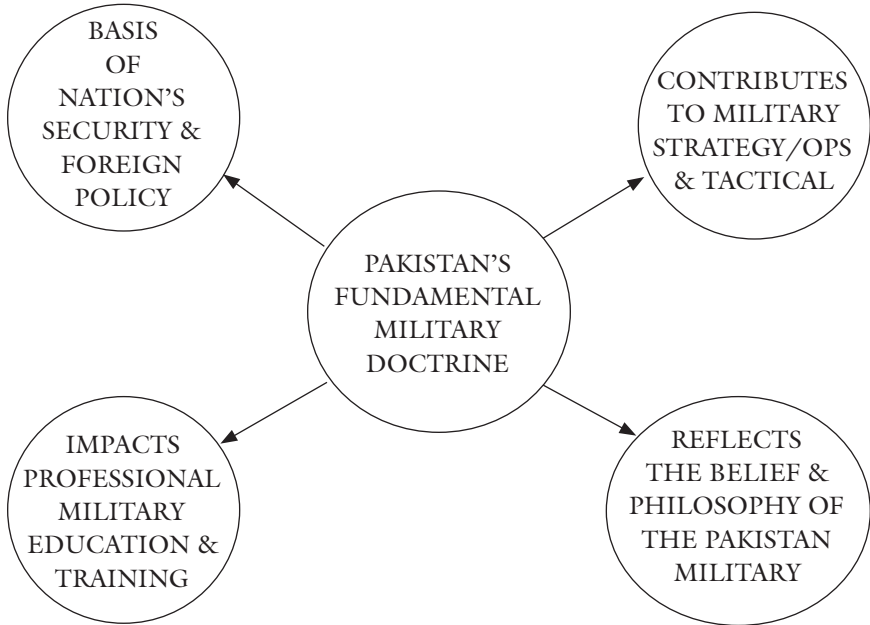 BASIS
OF
NATION’S
SECURITY &
FOREIGN
POLICY
CONTRIBUTES
TO MILITARY
STRATEGY/OPS
& TACTICAL
PAKISTAN’S
FUNDAMENTAL
MILITARY
DOCTRINE
IMPACTS
PROFESSIONAL
MILITARY
EDUCATION &
TRAINING
REFLECTS
THE BELIEF &
PHILOSOPHY OF
THE PAKISTAN
MILITARY